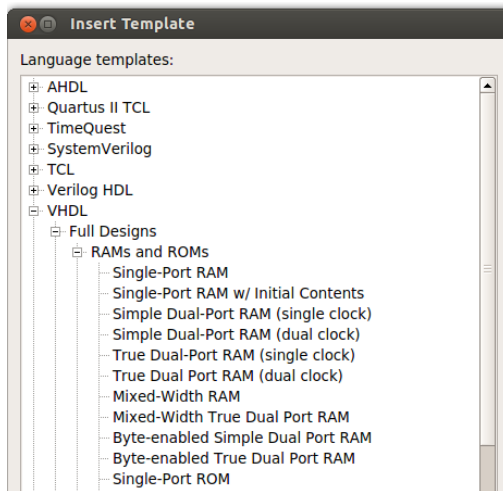 Insert Template
Language templates:
AHDL
Quartus II TCL
TimeQuest
SystemVerilog
TCL
Verilog HDL
VHDL
Full Designs
RAMs and ROMs
Single-Port RAM
Single-Port RAM w/ Initial Contents
Simple Dual-Port RAM (single clock)
Simple Dual-Port RAM (dual clock)
True Dual-Port RAM (single clock)
True Dual Port RAM (dual clock)
Mixed-Width RAM
Mixed-Width True Dual Port RAM
Byte-enabled Simple Dual Port RAM
Byte-enabled True Dual Port RAM
Single-Port ROM